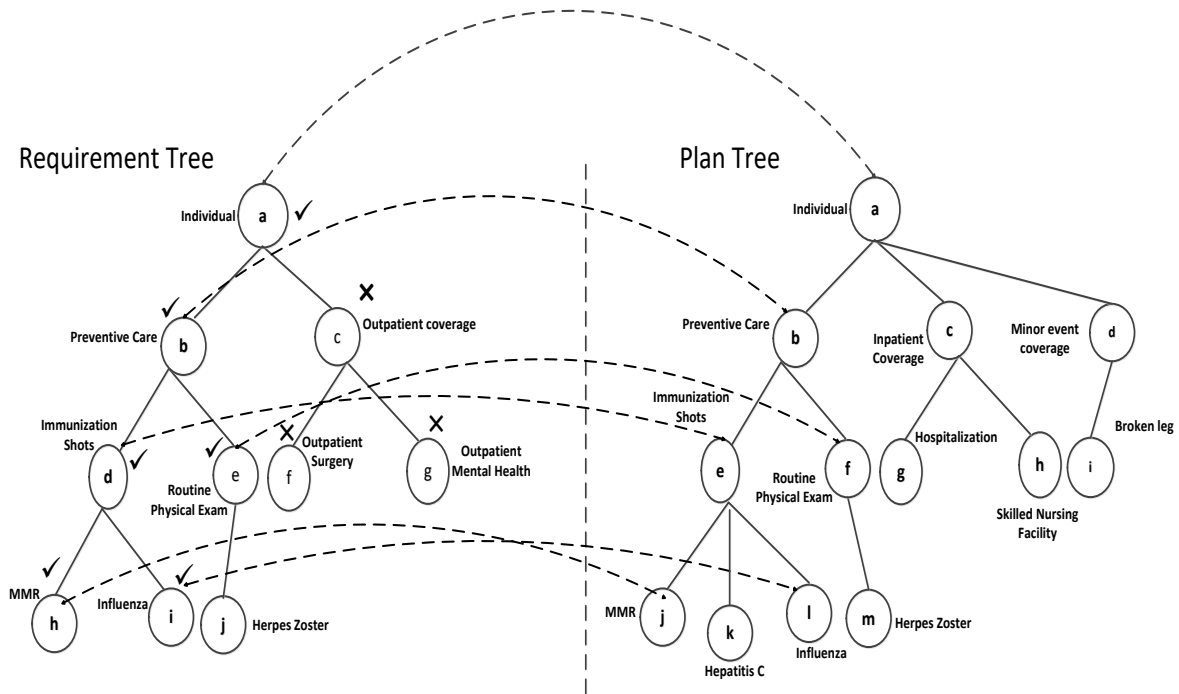 Requirement Tree
Plan Tree
Individual
a
Individual
a
Preventive Care
b
c
Outpatient coverage
Preventive Care
b
Inpatient
Coverage
c
Minor event
coverage
d
Immunization
Shots
d
e
Routine
Physical Exam
f
Outpatient
Surgery
g
Outpatient
Mental Health
Immunization
Shots
e
f
Routine
Physical Exam
g
Hospitalization
h
Skilled Nursing
Facility
i
Broken leg
MMR
h
Influenza
i
j
Herpes Zoster
MMR
j
k
Hepatitis C
l
Influenza
m
Herpes Zoster